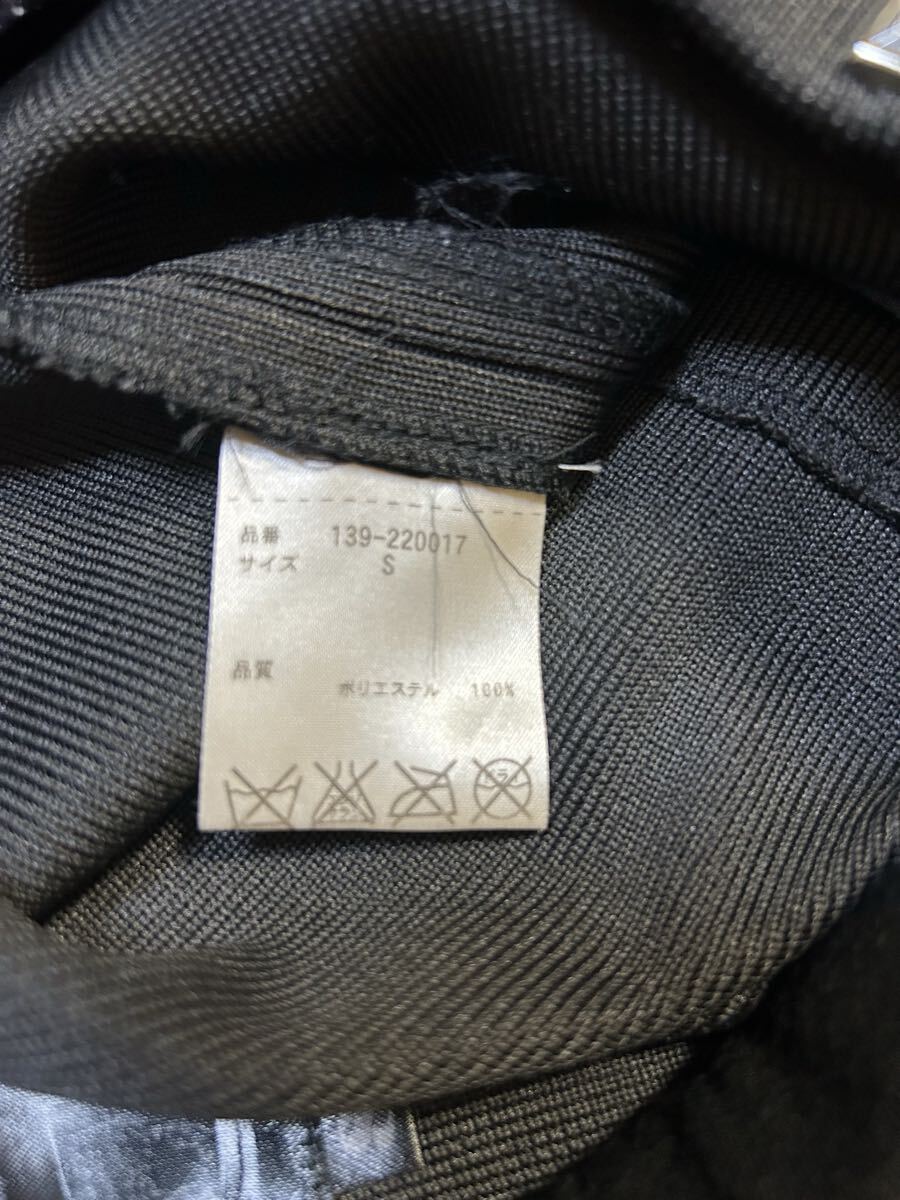 品番 139-220017
サイズ S
品質
ポリエステル 100%